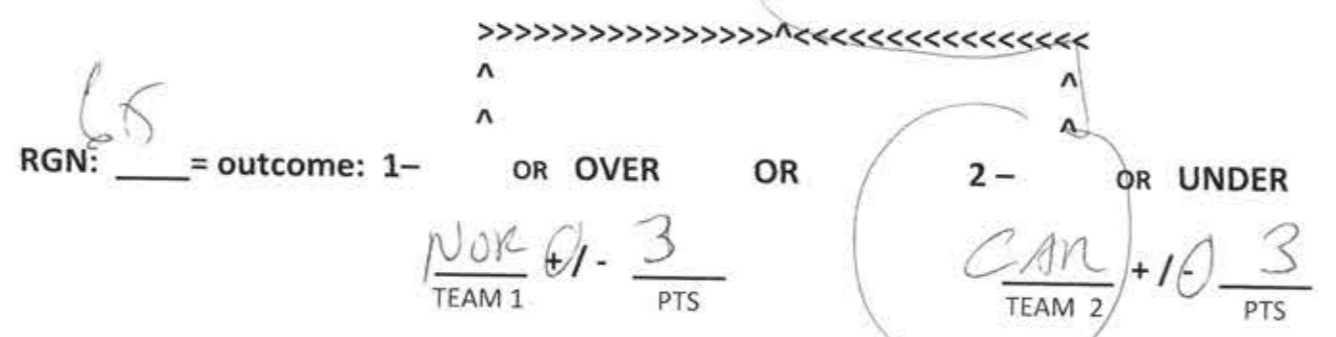 >>>>>>>>>>>>>>>>^<<<<<<<<<<<<<<<<
^ ^
^ ^
RGN: 65 = outcome: 1– OR OVER OR 2 – OR UNDER
NOR +/- 3 CAR + /- 3
TEAM 1 PTS TEAM 2 PTS